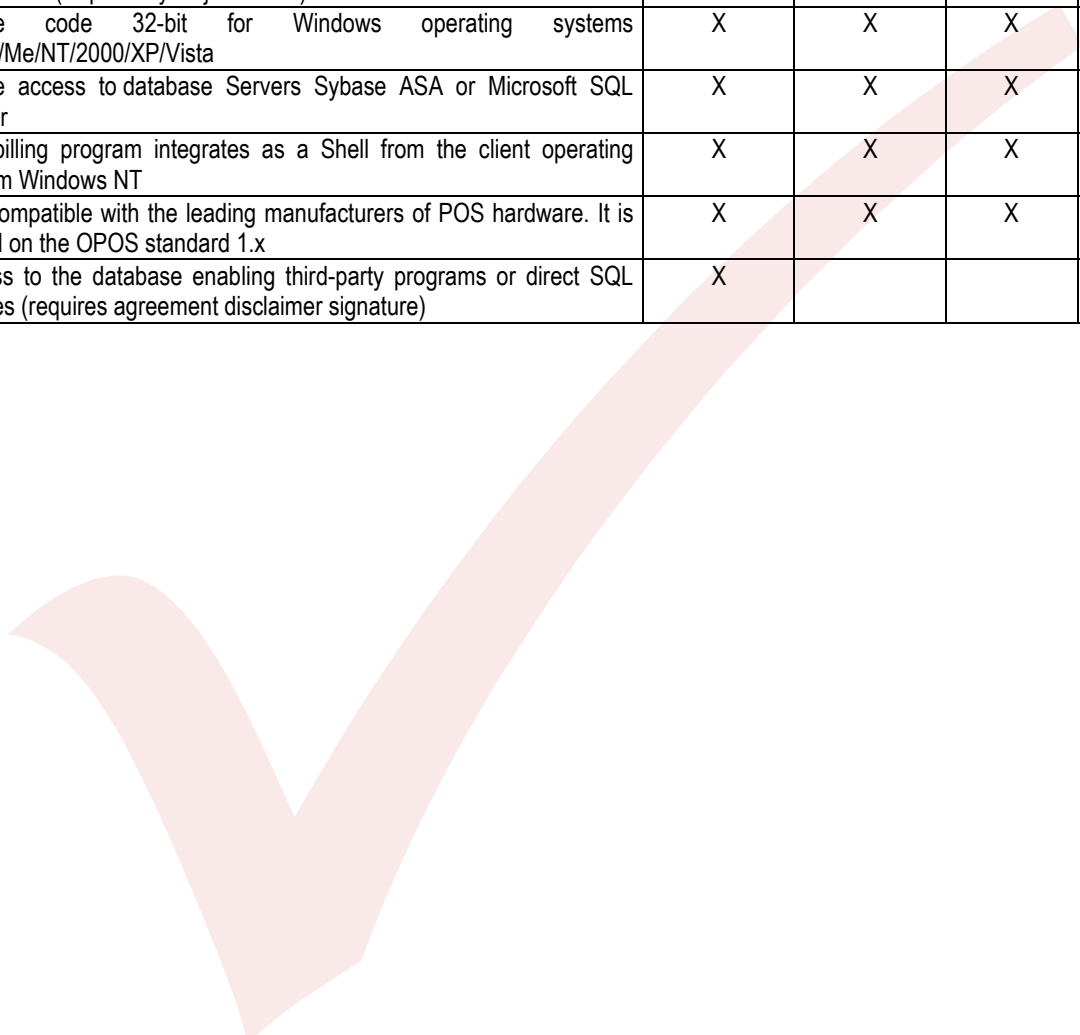 code 32-bit for Windows operating systems X X X
/Me/NT/2000/XP/Vista
access to database Servers Sybase ASA or Microsoft SQL X X X
billing program integrates as a Shell from the client operating X X X
Windows NT
compatible with the leading manufacturers of POS hardware. It is X X X
on the OPOS standard 1.x
to the database enabling third-party programs or direct SQL X
(requires agreement disclaimer signature)